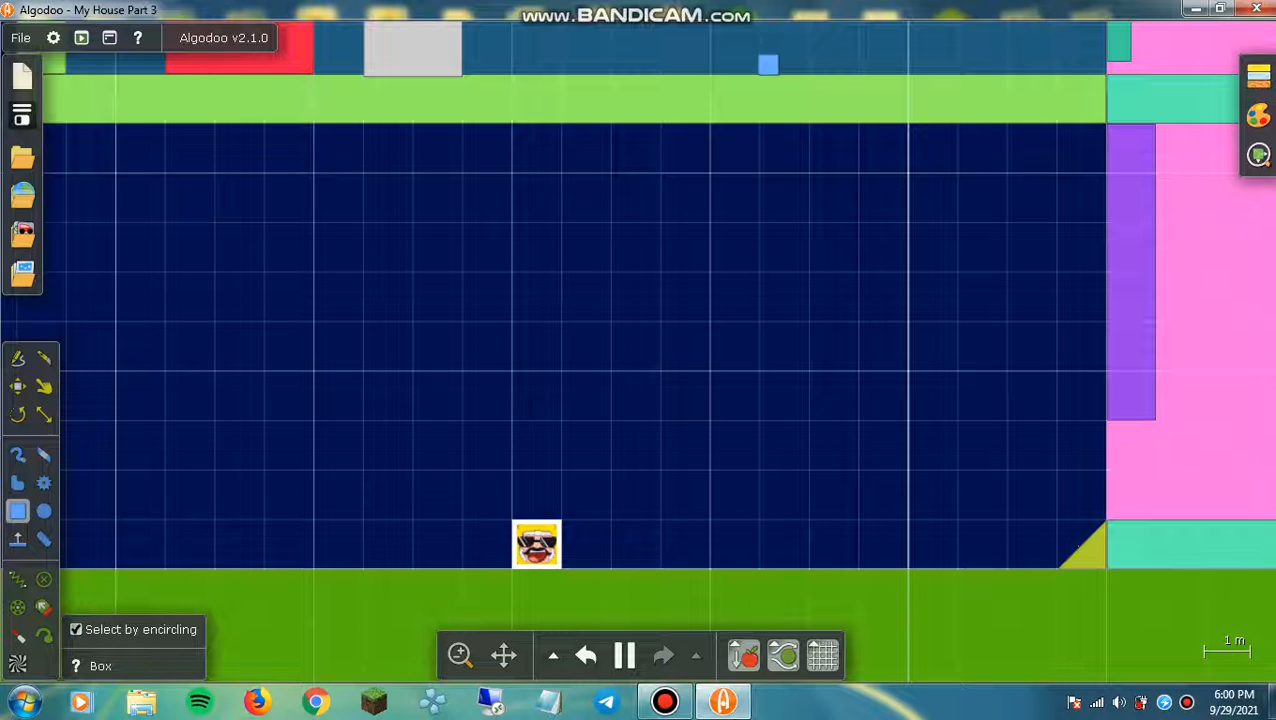 Algodoo - My House Part 3
www.BANDICAM.com
File
?
Algodoo v2.1.0
Select by encircling
? Box
1 m
6:00 PM
9/29/2021